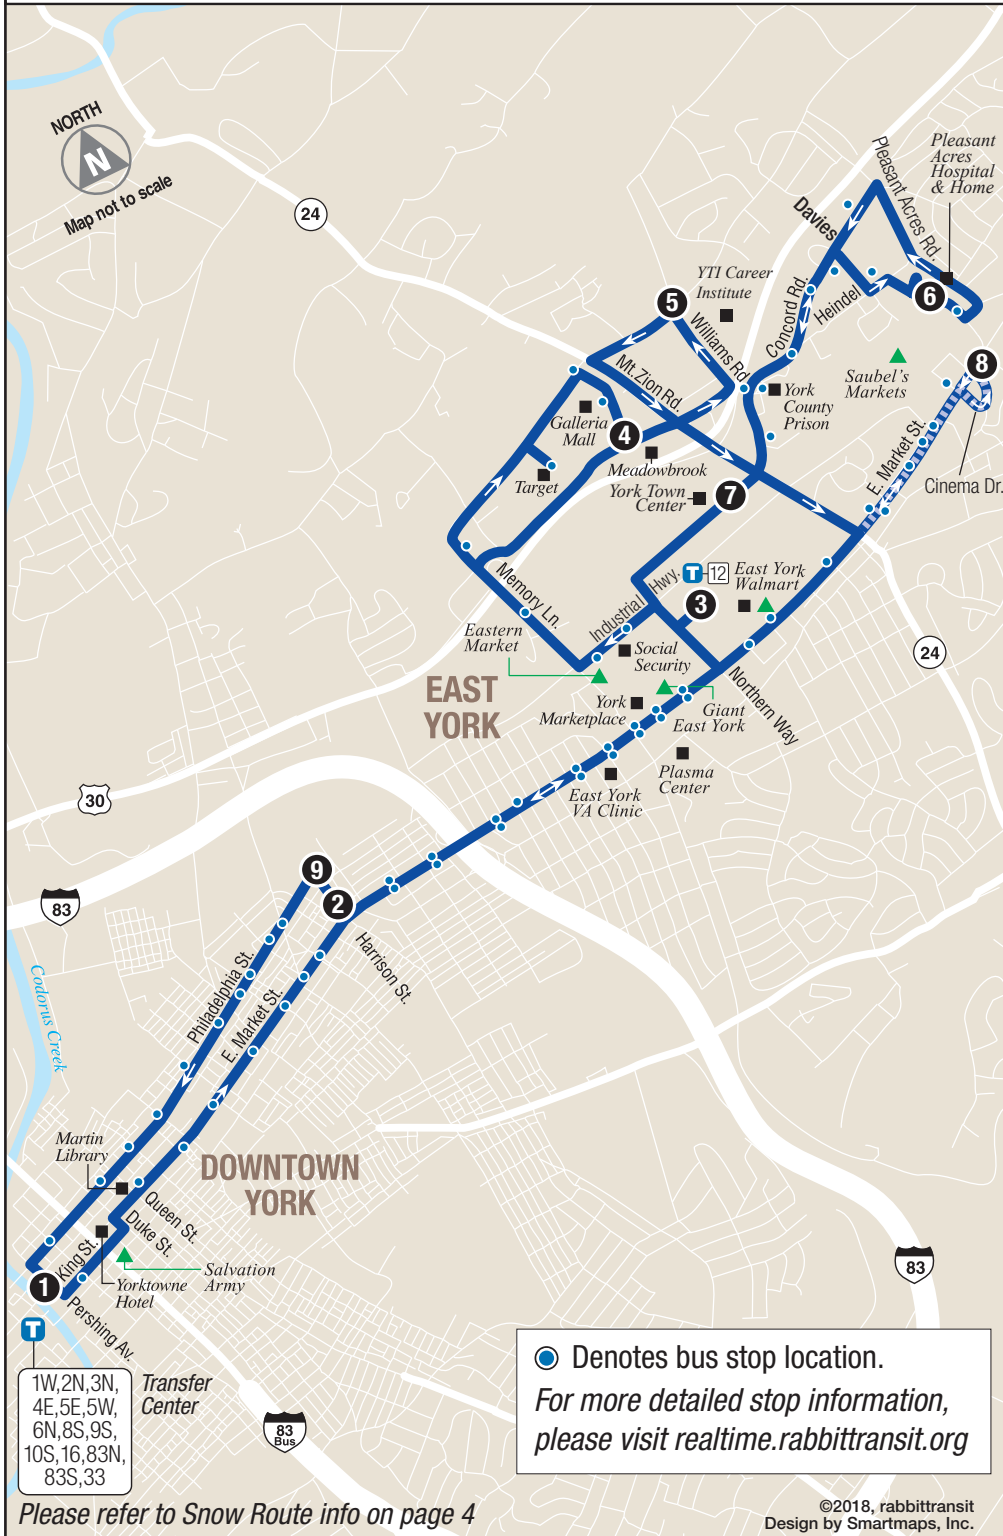 NORTH
N
Map not to scale
24
Pleasant
Acres
Hospital
& Home
Pleasant Acres Rd.
Davies
YTI Career
Institute
5
6
Heindel
Concord Rd.
Williams Rd.
Mt. Zion Rd.
Saubel's
Markets
8
York
County
Prison
Galleria
Mall
4
Meadowbrook
E. Market St.
Cinema Dr.
Target
York Town
Center
7
Memory Ln.
Industrial Hwy.
T
12
East York
Walmart
3
Eastern
Market
Social
Security
24
EAST
YORK
York
Marketplace
Giant
East York
Northern Way
Plasma
Center
East York
VA Clinic
30
83
9
2
Harrison St.
Codorus Creek
Philadelphia St.
E. Market St.
Martin
Library
DOWNTOWN
YORK
Queen St.
Duke St.
King St.
1
Yorktowne
Hotel
Salvation
Army
83
Pershing Av.
T
1W,2N,3N,
4E,5E,5W,
6N,8S,9S,
10S,16,83N,
83S,33
Transfer
Center
83
Bus
Denotes bus stop location.
For more detailed stop information,
please visit realtime.rabbittransit.org
Please refer to Snow Route info on page 4
©2018, rabbittransit
Design by Smartmaps, Inc.